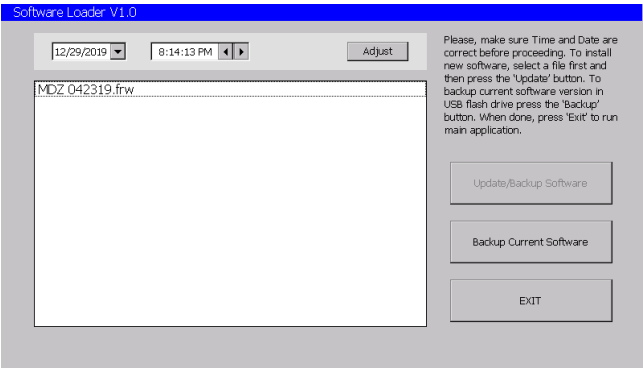 Software Loader V1.0
12/29/2019
8:14:13 PM
Adjust
MDZ 042319.frw
Please, make sure Time and Date are
correct before proceeding. To install
new software, select a file first and
then press the 'Update' button. To
backup current software version in
USB flash drive press the 'Backup'
button. When done, press 'Exit' to run
main application.
Update/Backup Software
Backup Current Software
EXIT